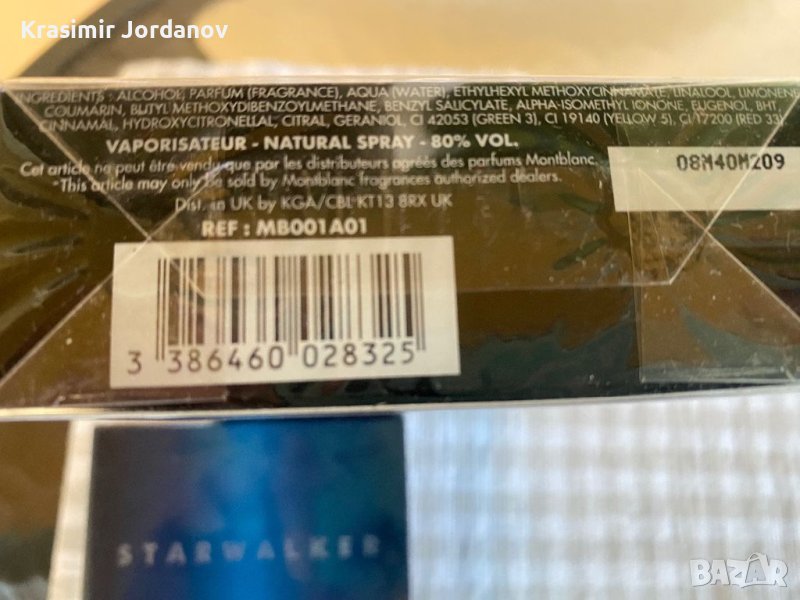 Krasimir Jordanov
INGREDIENTS : ALCOHOL, PARFUM (FRAGRANCE), AQUA (WATER), ETHYLHEXYL METHOXYCINNAMATE, LINALOOL, LIMONENE,
COUMARIN, BUTYL METHOXYDIBENZOYLMETHANE, BENZYL SALICYLATE, ALPHA-ISOMETHYL IONONE, EUGENOL, BHT,
CINNAMAL, HYDROXYCITRONELLAL, CITRAL, GERANIOL, CI 42053 (GREEN 3), CI 19140 (YELLOW 5), CI 17200 (RED 33)
VAPORISATEUR - NATURAL SPRAY - 80% VOL.
Cet article ne peut être vendu que par les distributeurs agréés des parfums Montblanc.
*This article may only be sold by Montblanc fragrances authorized dealers.
Dist. in UK by KGA/CBL KT13 8RX UK
REF : MB001A01
08M40M209
3 386460 028325
STARWALKER
BAZAR